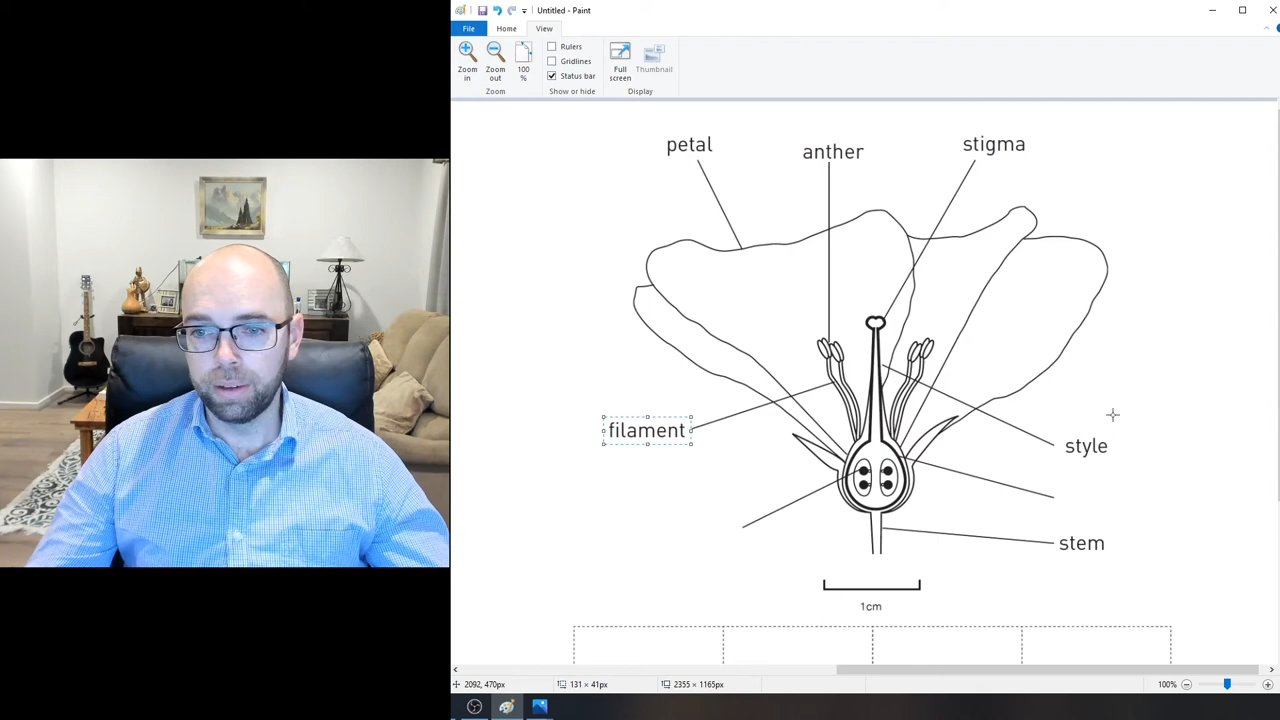 Untitled - Paint
File
Home
View
Zoom in
Zoom out
100 %
Rulers
Gridlines
Status bar
Full screen
Thumbnail
Zoom
Show or hide
Display
petal
anther
stigma
filament
style
stem
1cm
2092, 470px
131 × 41px
2355 × 1165px
100%